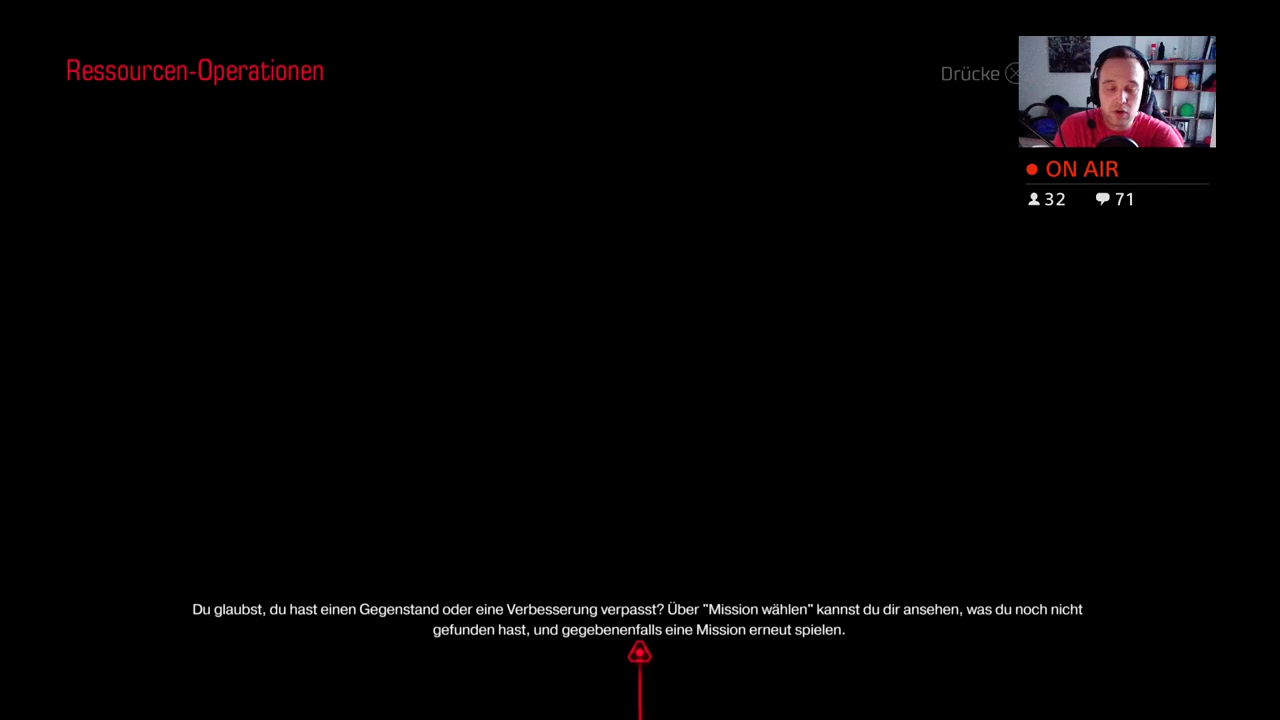 Ressourcen-Operationen
Drücke
ON AIR
32 71
Du glaubst, du hast einen Gegenstand oder eine Verbesserung verpasst? Über "Mission wählen" kannst du dir ansehen, was du noch nicht
gefunden hast, und gegebenenfalls eine Mission erneut spielen.